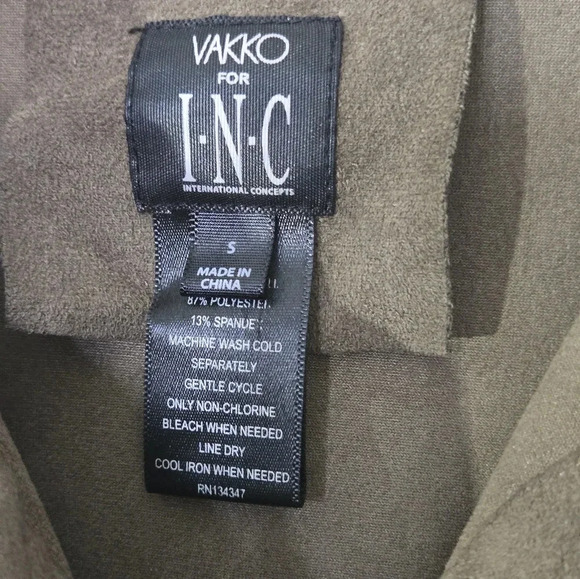 VAKKO
FOR
I·N·C
INTERNATIONAL CONCEPTS
S
MADE IN
CHINA
87% POLYESTER
13% SPANDEX
MACHINE WASH COLD
SEPARATELY
GENTLE CYCLE
ONLY NON-CHLORINE
BLEACH WHEN NEEDED
LINE DRY
COOL IRON WHEN NEEDED
RN134347